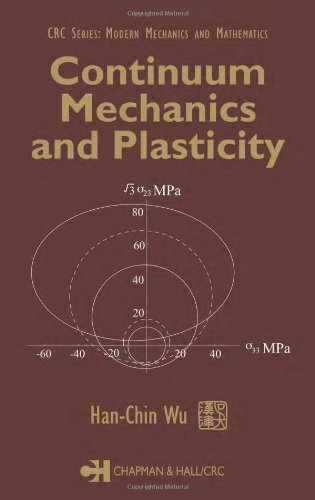 CRC SERIES: MODERN MECHANICS AND MATHEMATICS
Continuum
Mechanics
and Plasticity
√3 σ23 MPa
80
60
40
20
-60 -40 -20 20 40
σ33 MPa
Han-Chin Wu
CHAPMAN & HALL/CRC